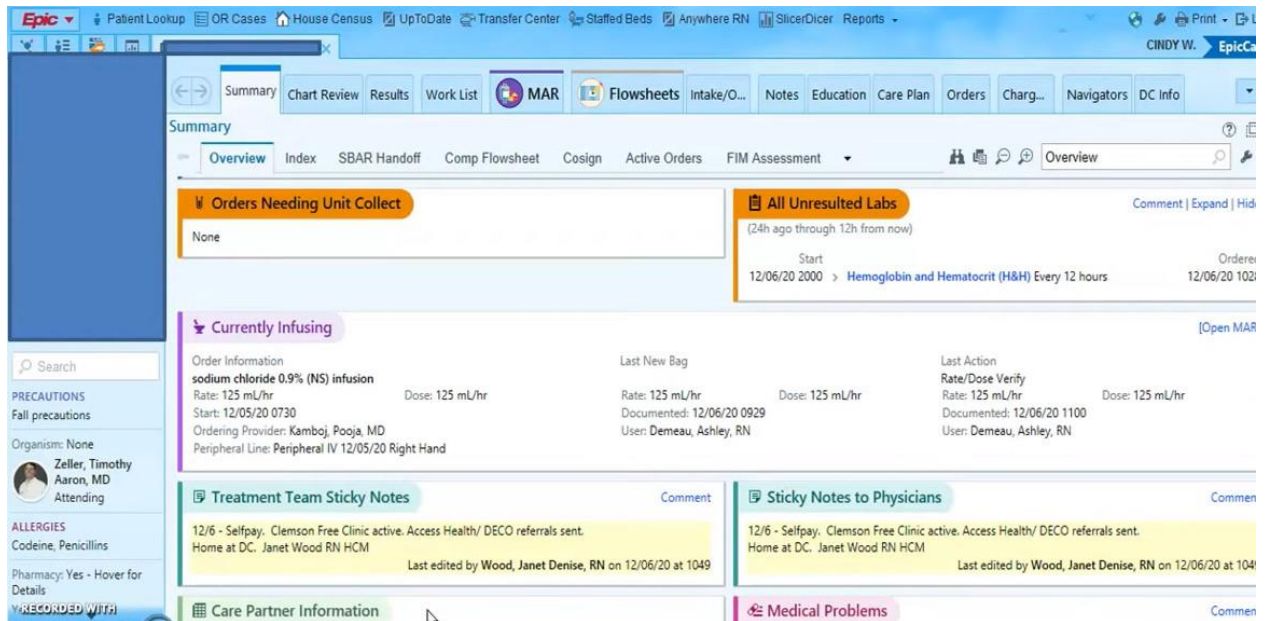 Epic Patient Lookup OR Cases House Census UpToDate Transfer Center Staffed Beds Anywhere RN SlicerDicer Reports Print
CINDY W. EpicCa
Summary Chart Review Results Work List MAR Flowsheets Intake/O... Notes Education Care Plan Orders Charg... Navigators DC Info
Summary
Overview Index SBAR Handoff Comp Flowsheet Cosign Active Orders FIM Assessment Overview
Orders Needing Unit Collect
None
All Unresulted Labs Comment | Expand | Hide
(24h ago through 12h from now)
Start Ordered
12/06/20 2000 > Hemoglobin and Hematocrit (H&H) Every 12 hours 12/06/20 102
Currently Infusing [Open MAR
Order Information Last New Bag Last Action
sodium chloride 0.9% (NS) infusion Rate/Dose Verify
Rate: 125 mL/hr Dose: 125 mL/hr Rate: 125 mL/hr Dose: 125 mL/hr Rate: 125 mL/hr Dose: 125 mL/hr
Start: 12/05/20 0730 Documented: 12/06/20 0929 Documented: 12/06/20 1100
Ordering Provider: Kamboj, Pooja, MD User: Demeau, Ashley, RN User: Demeau, Ashley, RN
Peripheral Line: Peripheral IV 12/05/20 Right Hand
Search
PRECAUTIONS
Fall precautions
Organism: None
Zeller, Timothy
Aaron, MD
Attending
ALLERGIES
Codeine, Penicillins
Pharmacy: Yes - Hover for
Details
RECORDED WITH
Treatment Team Sticky Notes Comment
12/6 - Selfpay. Clemson Free Clinic active. Access Health/ DECO referrals sent.
Home at DC. Janet Wood RN HCM
Last edited by Wood, Janet Denise, RN on 12/06/20 at 1049
Sticky Notes to Physicians Commen
12/6 - Selfpay. Clemson Free Clinic active. Access Health/ DECO referrals sent.
Home at DC. Janet Wood RN HCM
Last edited by Wood, Janet Denise, RN on 12/06/20 at 104
Care Partner Information
Medical Problems Commen